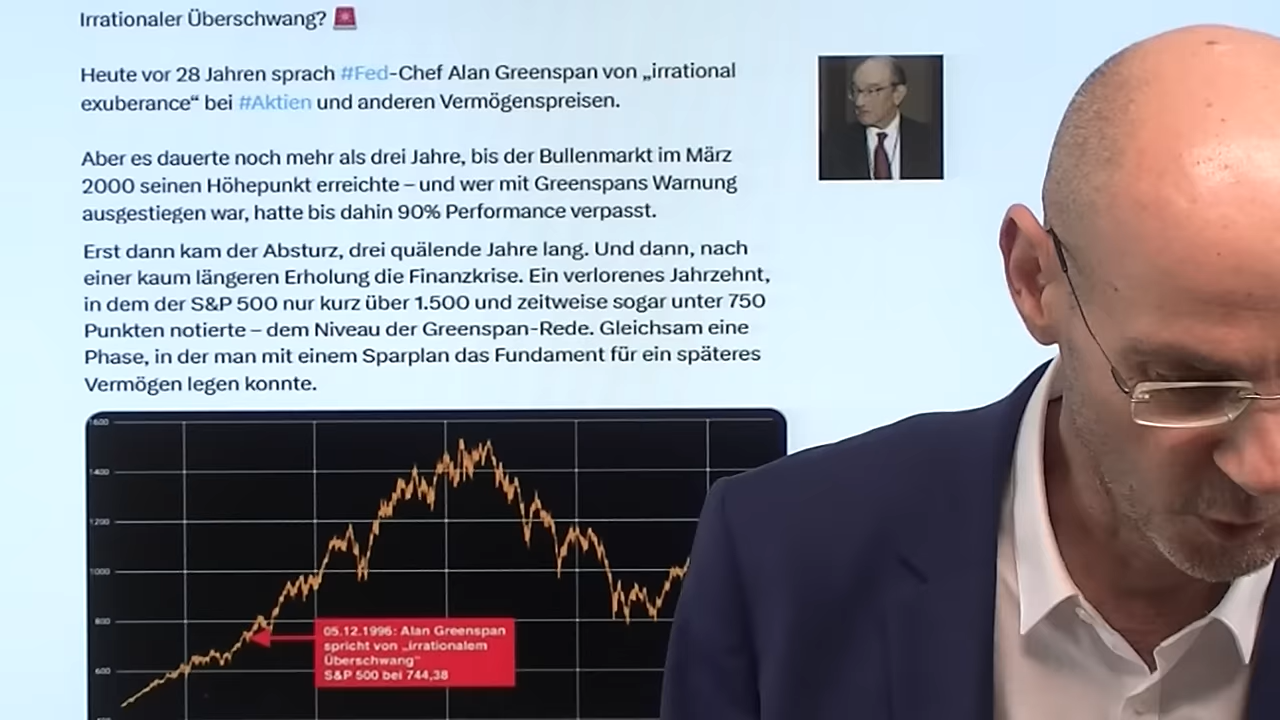 Irrationaler Überschwang? 🚨
Heute vor 28 Jahren sprach #Fed-Chef Alan Greenspan von „irrational
exuberance“ bei #Aktien und anderen Vermögenspreisen.
Aber es dauerte noch mehr als drei Jahre, bis der Bullenmarkt im März
2000 seinen Höhepunkt erreichte – und wer mit Greenspans Warnung
ausgestiegen war, hatte bis dahin 90% Performance verpasst.
Erst dann kam der Absturz, drei quälende Jahre lang. Und dann, nach
einer kaum längeren Erholung die Finanzkrise. Ein verlorenes Jahrzehnt,
in dem der S&P 500 nur kurz über 1.500 und zeitweise sogar unter 750
Punkten notierte – dem Niveau der Greenspan-Rede. Gleichsam eine
Phase, in der man mit einem Sparplan das Fundament für ein späteres
Vermögen legen konnte.
1600
1400
1200
1000
800
600
05.12.1996: Alan Greenspan
spricht von „irrationalem
Überschwang“
S&P 500 bei 744,38